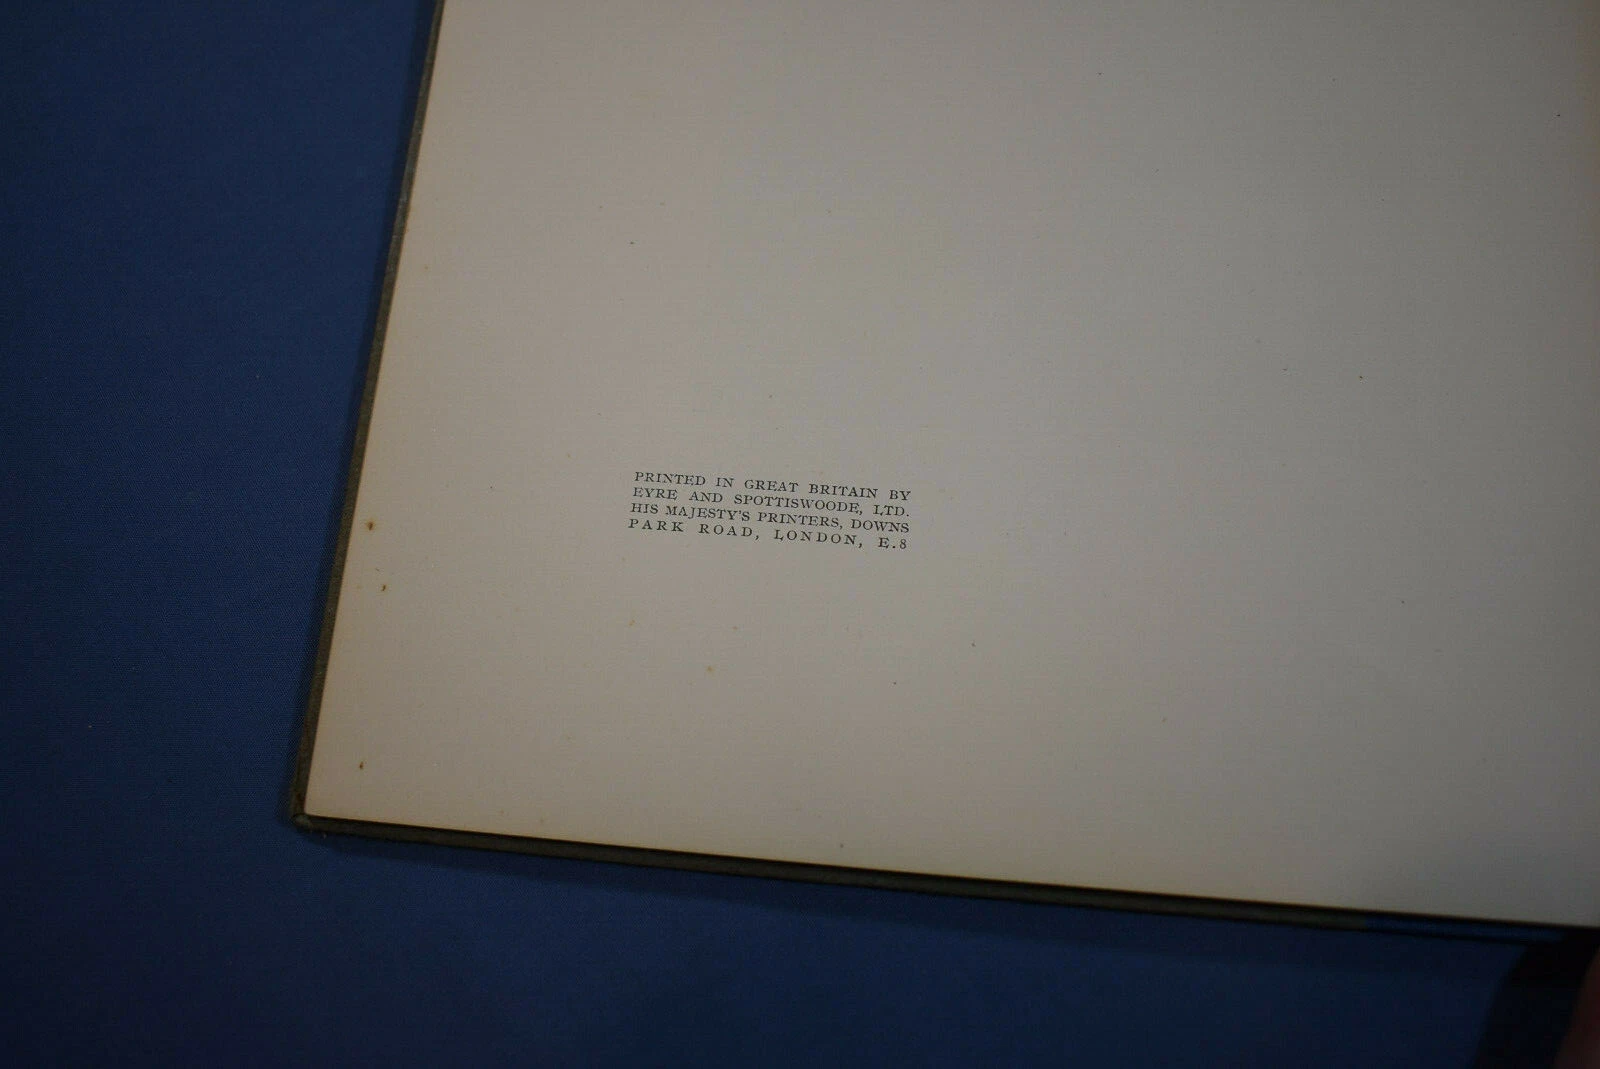 PRINTED IN GREAT BRITAIN BY
EYRE AND SPOTTISWOODE, LTD.
HIS MAJESTY'S PRINTERS, DOWNS
PARK ROAD, LONDON, E.8